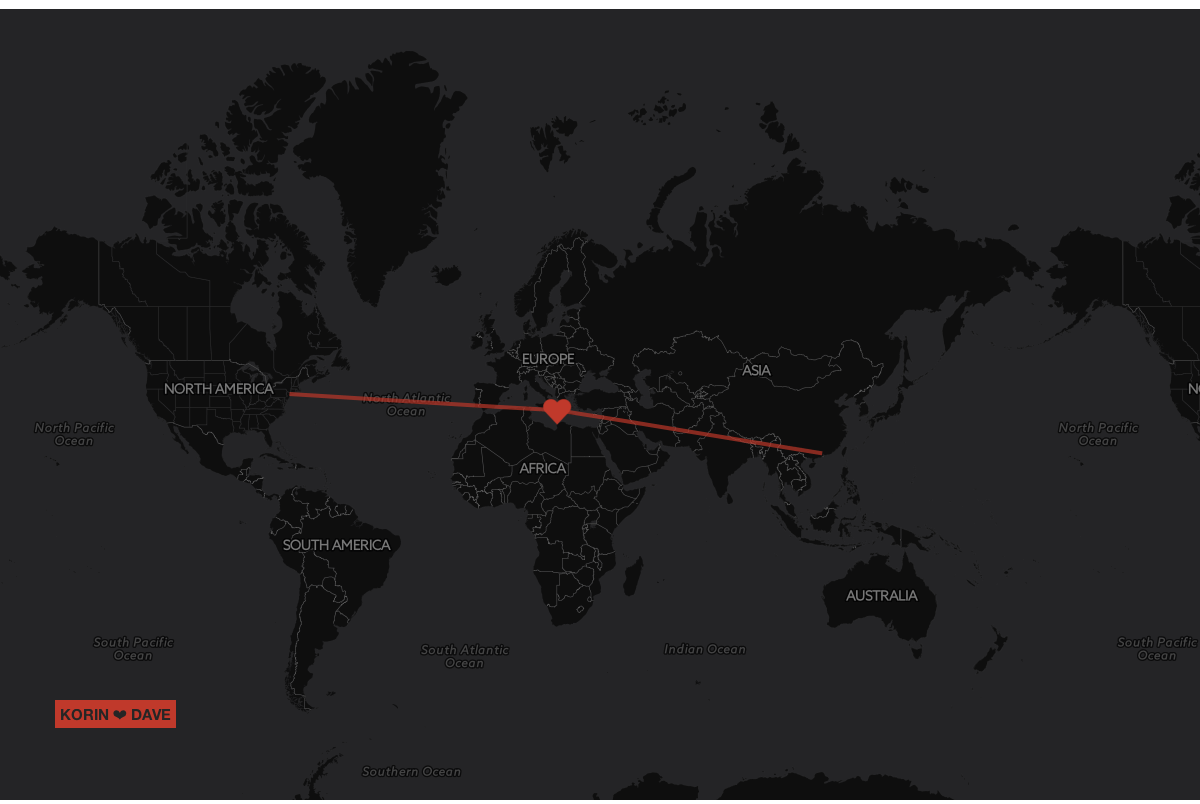 EUROPE
ASIA
NORTH AMERICA
North Atlantic
Ocean
North Pacific
Ocean
North Pacific
Ocean
NO
AFRICA
SOUTH AMERICA
AUSTRALIA
South Pacific
Ocean
South Atlantic
Ocean
Indian Ocean
South Pacific
Ocean
KORIN ❤ DAVE
Southern Ocean